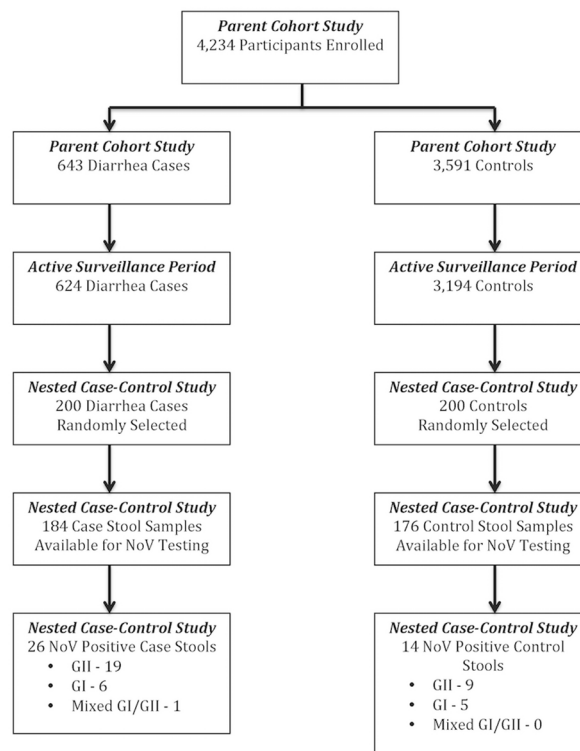 Parent Cohort Study
4,234 Participants Enrolled
Parent Cohort Study
643 Diarrhea Cases
Parent Cohort Study
3,591 Controls
Active Surveillance Period
624 Diarrhea Cases
Active Surveillance Period
3,194 Controls
Nested Case-Control Study
200 Diarrhea Cases
Randomly Selected
Nested Case-Control Study
200 Controls
Randomly Selected
Nested Case-Control Study
184 Case Stool Samples
Available for NoV Testing
Nested Case-Control Study
176 Control Stool Samples
Available for NoV Testing
Nested Case-Control Study
26 NoV Positive Case Stools
• GII - 19
• GI - 6
• Mixed GI/GII - 1
Nested Case-Control Study
14 NoV Positive Control
Stools
• GII - 9
• GI - 5
• Mixed GI/GII - 0